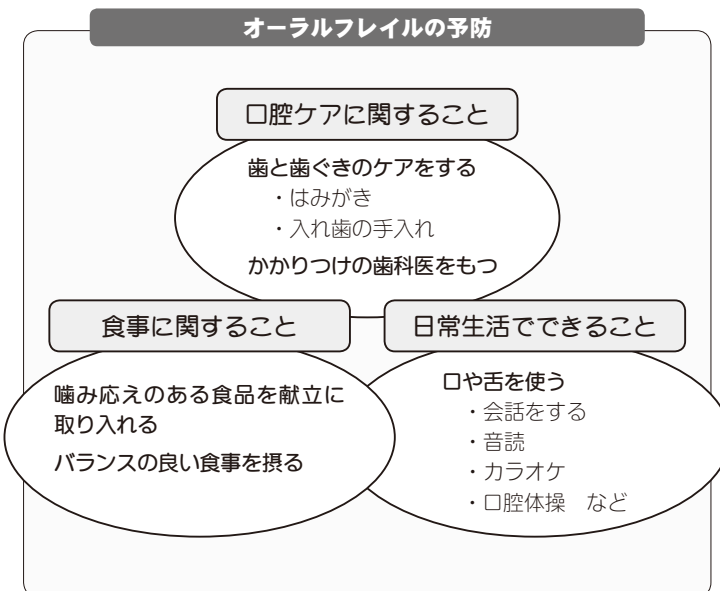 オーラルフレイルの予防
口腔ケアに関すること
歯と歯ぐきのケアをする
・はみがき
・入れ歯の手入れ
かかりつけの歯科医をもつ
食事に関すること
噛み応えのある食品を献立に
取り入れる
バランスの良い食事を摂る
日常生活でできること
口や舌を使う
・会話をする
・音読
・カラオケ
・口腔体操　など